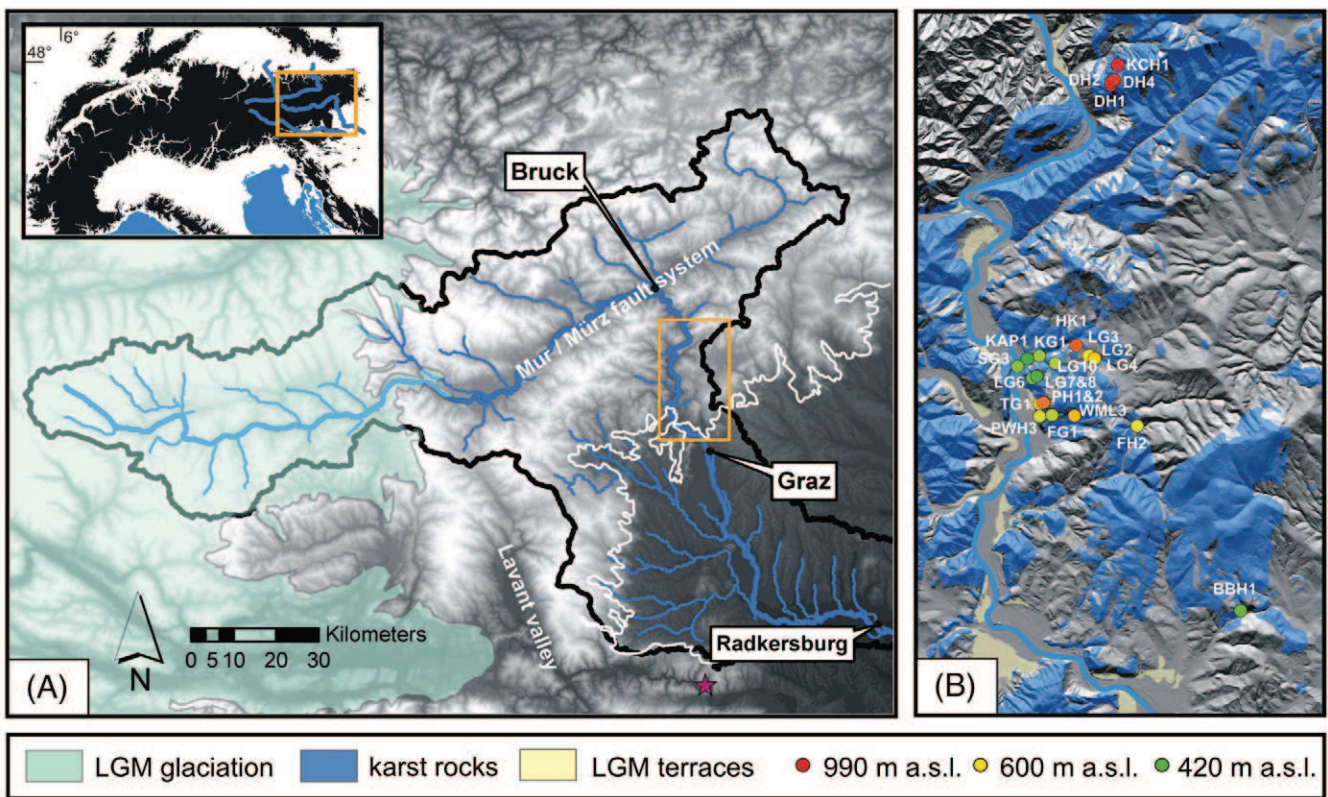 6°
48°
Bruck
Mur / Mürz fault system
Graz
Lavant valley
Radkersburg
Kilometers
0 5 10 20 30
N
(A)
KCH1
DH2
DH4
DH1
HK1
LG3
KAP1
KG1
LG2
SG3
LG10
LG4
LG6
LG7&8
PH1&2
TG1
WML3
PWH3
FG1
FH2
BBH1
(B)
LGM glaciation
karst rocks
LGM terraces
990 m a.s.l.
600 m a.s.l.
420 m a.s.l.